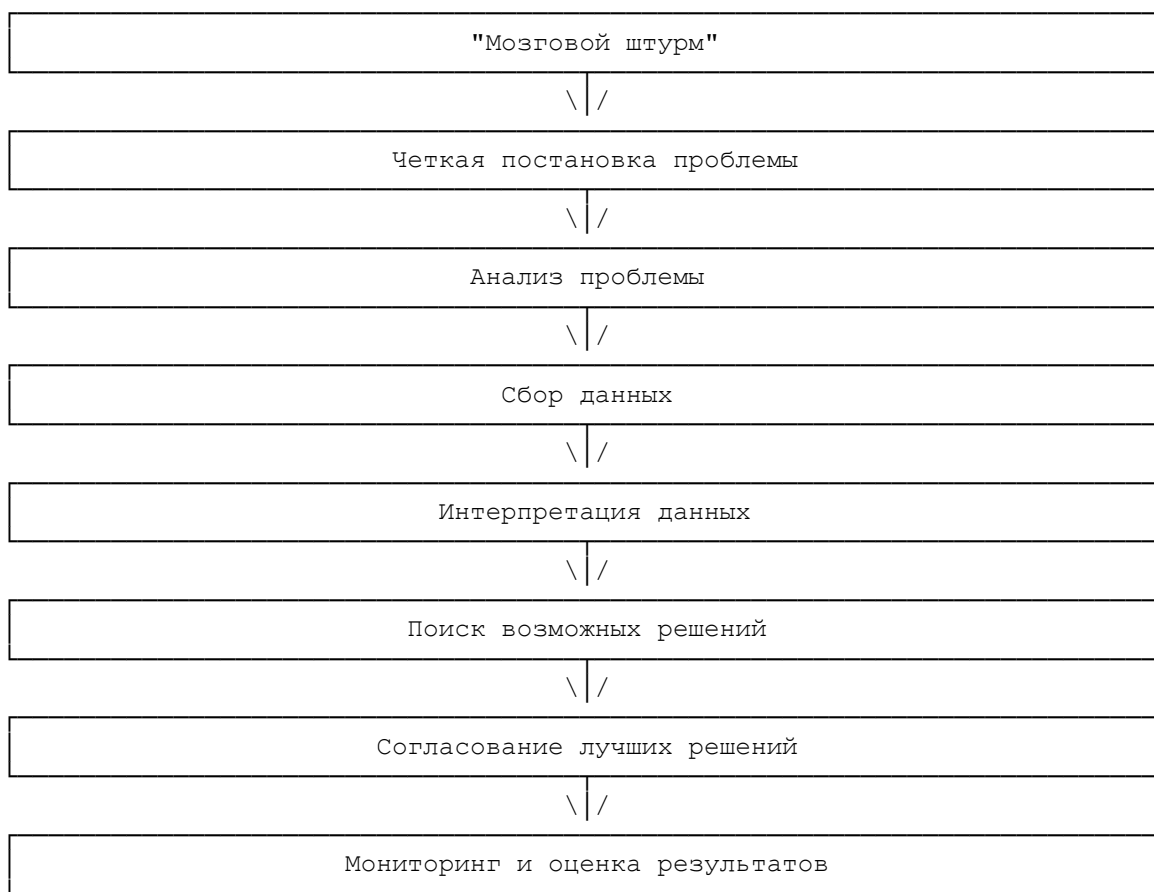 "Мозговой штурм"
Четкая постановка проблемы
Анализ проблемы
Сбор данных
Интерпретация данных
Поиск возможных решений
Согласование лучших решений
Мониторинг и оценка результатов